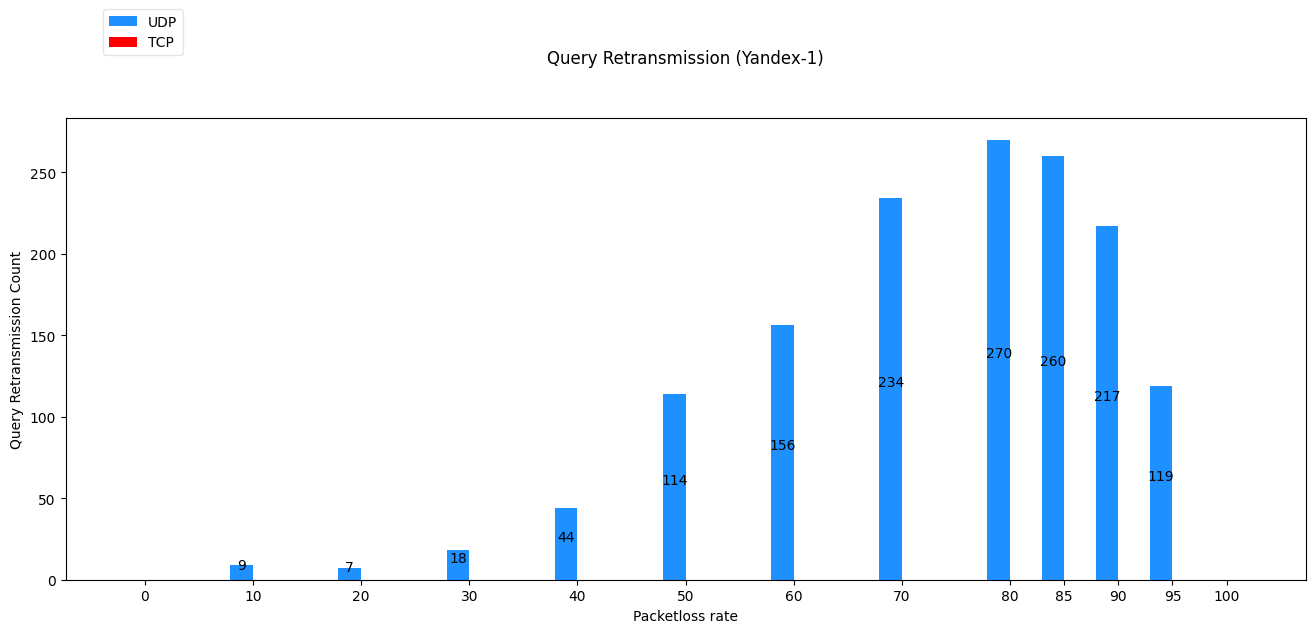 UDP
TCP
Query Retransmission (Yandex-1)
Query Retransmission Count
250
200
150
100
50
0
9
7
18
44
114
156
234
270
260
217
119
0 10 20 30 40 50 60 70 80 85 90 95 100
Packetloss rate